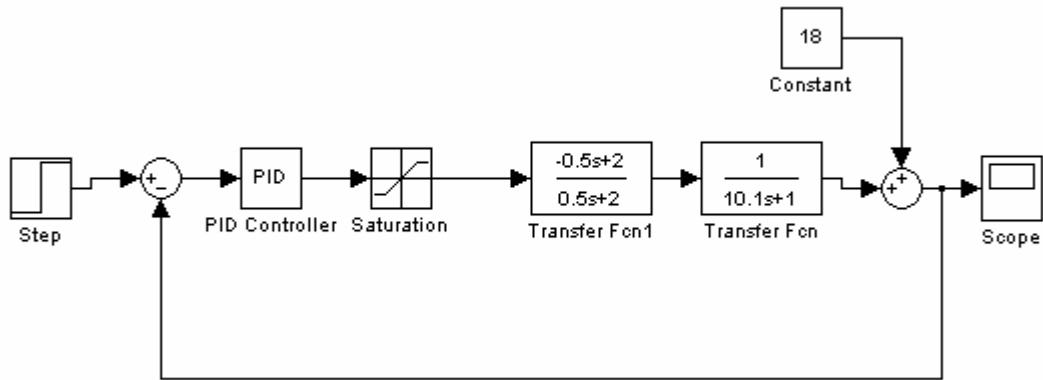 18
Constant
-0.5s+2
0.5s+2
1
10.1s+1
PID
+
−
+
+
Step
PID Controller
Saturation
Transfer Fcn1
Transfer Fcn
Scope